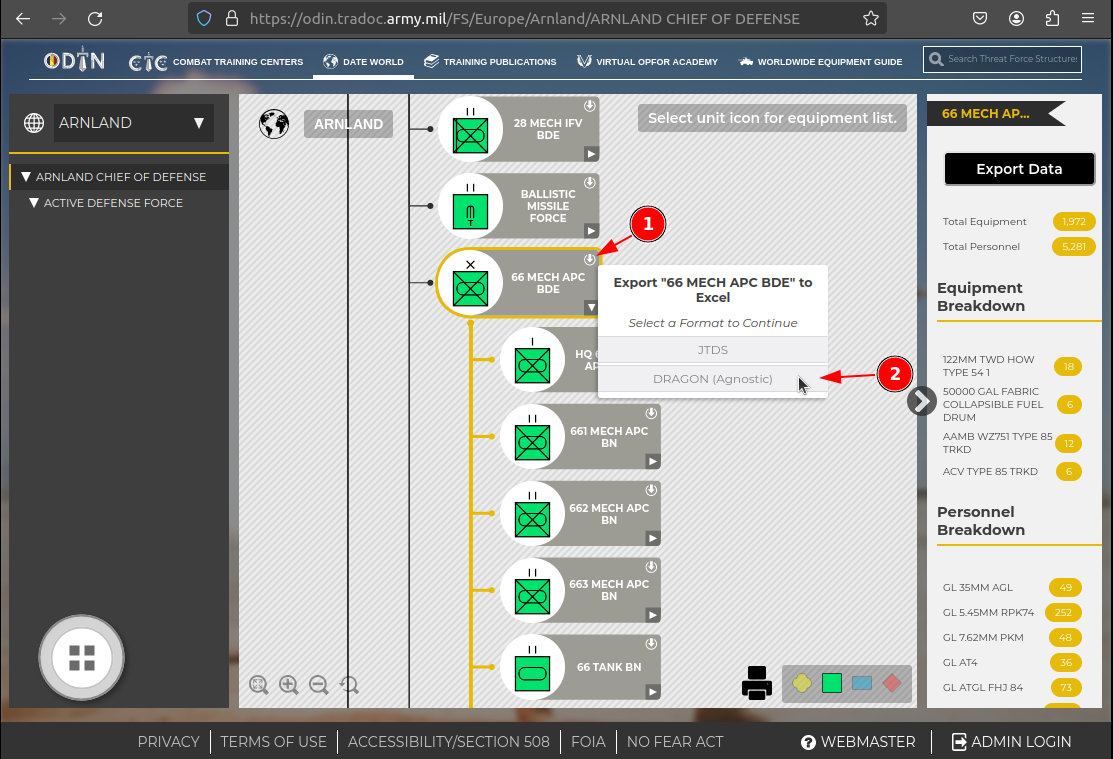 https://odin.tradoc.army.mil/FS/Europe/Arnland/ARNLAND CHIEF OF DEFENSE
ODIN
CTC COMBAT TRAINING CENTERS
DATE WORLD
TRAINING PUBLICATIONS
VIRTUAL OPFOR ACADEMY
WORLDWIDE EQUIPMENT GUIDE
Search Threat Force Structures
ARNLAND
ARNLAND CHIEF OF DEFENSE
ACTIVE DEFENSE FORCE
ARNLAND
Select unit icon for equipment list.
28 MECH IFV
BDE
BALLISTIC
MISSILE
FORCE
66 MECH APC
BDE
1
Export "66 MECH APC BDE" to
Excel
Select a Format to Continue
JTDS
DRAGON (Agnostic)
2
HQ 6
AP
661 MECH APC
BN
662 MECH APC
BN
663 MECH APC
BN
66 TANK BN
66 MECH AP...
Export Data
Total Equipment 1,972
Total Personnel 5,281
Equipment
Breakdown
122MM TWD HOW
TYPE 54 1 18
50000 GAL FABRIC
COLLAPSIBLE FUEL
DRUM 6
AAMB WZ751 TYPE 85
TRKD 12
ACV TYPE 85 TRKD 6
Personnel
Breakdown
GL 35MM AGL 49
GL 5.45MM RPK74 252
GL 7.62MM PKM 48
GL AT4 36
GL ATGL FHJ 84 73
PRIVACY
TERMS OF USE
ACCESSIBILITY/SECTION 508
FOIA
NO FEAR ACT
WEBMASTER
ADMIN LOGIN